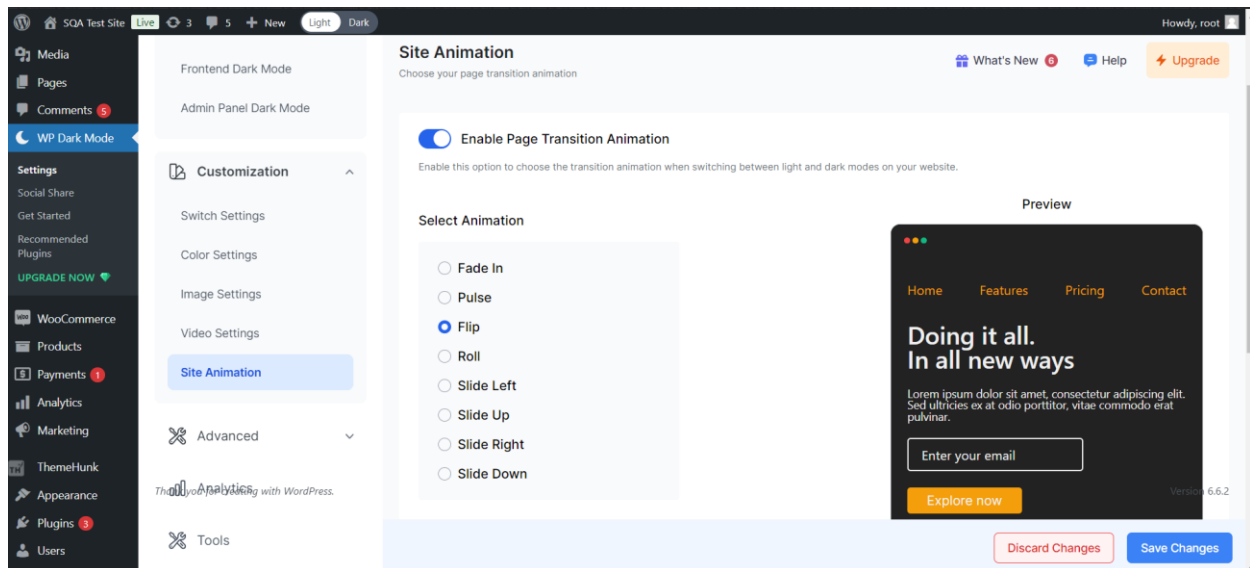 SQA Test Site Live 3 5 New Light Dark Howdy, root
Media
Pages
Comments 5
WP Dark Mode
Settings
Social Share
Get Started
Recommended
Plugins
UPGRADE NOW
WooCommerce
Products
Payments 1
Analytics
Marketing
TH ThemeHunk
Appearance
Plugins 3
Users
Frontend Dark Mode
Admin Panel Dark Mode
Customization
Switch Settings
Color Settings
Image Settings
Video Settings
Site Animation
Advanced
Analytics
Thank you for creating with WordPress.
Tools
Site Animation
Choose your page transition animation
What's New 6 Help Upgrade
Enable Page Transition Animation
Enable this option to choose the transition animation when switching between light and dark modes on your website.
Select Animation
Fade In
Pulse
Flip
Roll
Slide Left
Slide Up
Slide Right
Slide Down
Preview
Home Features Pricing Contact
Doing it all.
In all new ways
Lorem ipsum dolor sit amet, consectetur adipiscing elit.
Sed ultricies ex at odio porttitor, vitae commodo erat
pulvinar.
Enter your email
Explore now
Version 6.6.2
Discard Changes Save Changes